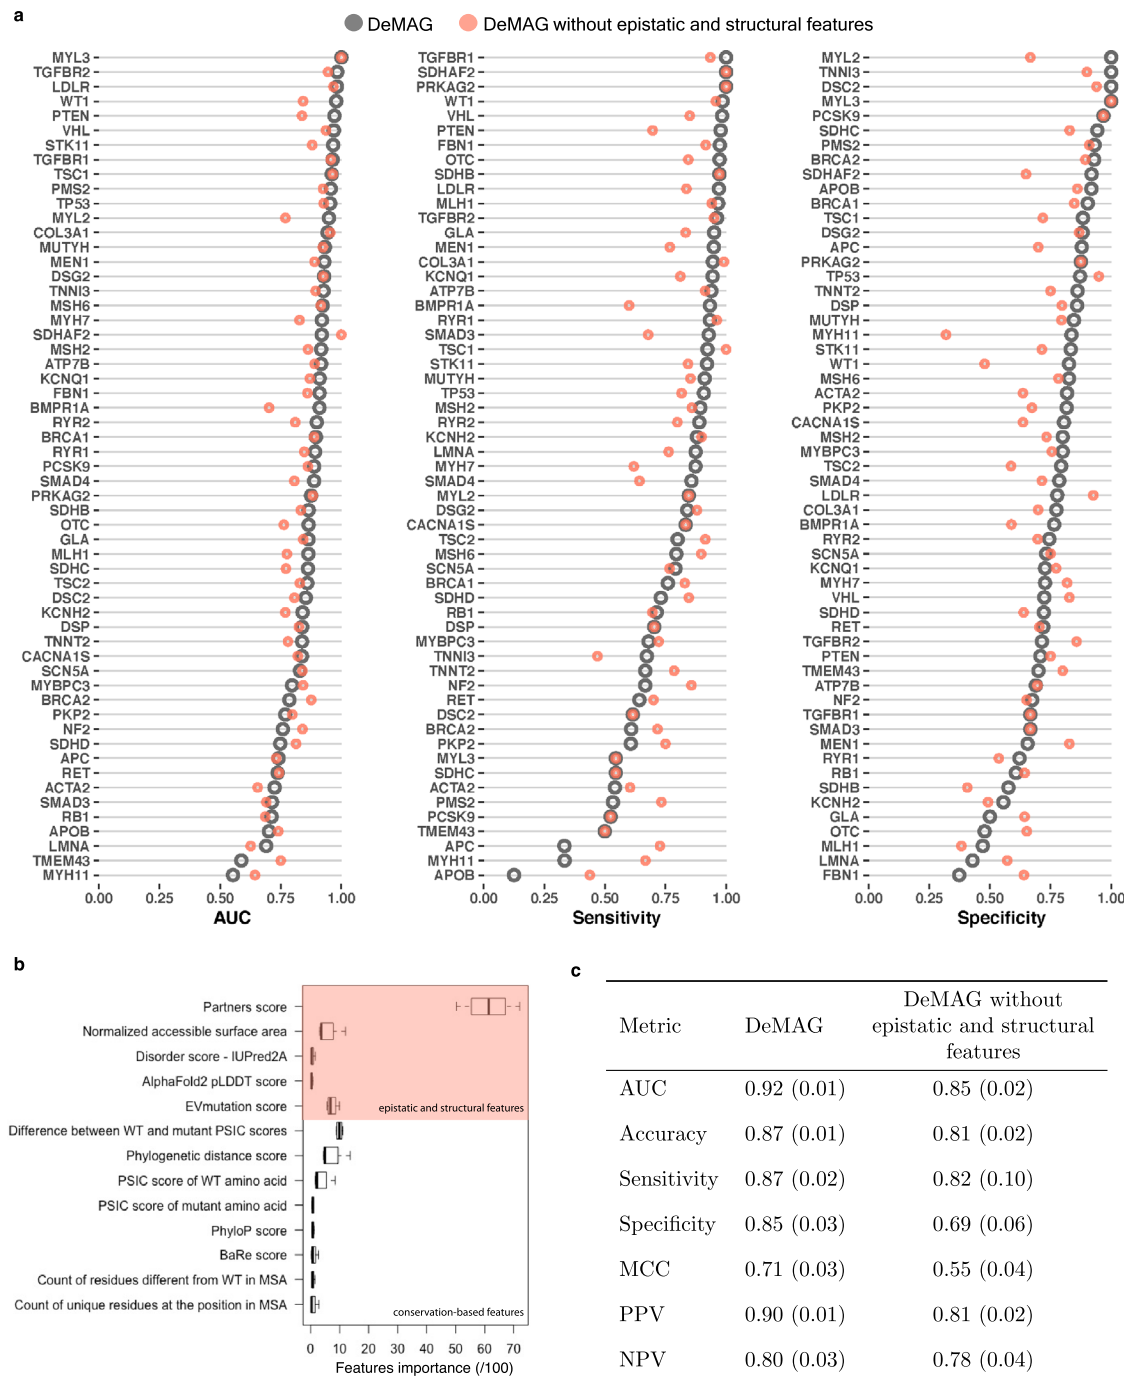 a
DeMAG
DeMAG without epistatic and structural features
MYL3
TGFBR2
LDLR
WT1
PTEN
VHL
STK11
TGFBR1
TSC1
PMS2
TP53
MYL2
COL3A1
MUTYH
MEN1
DSG2
TNNI3
MSH6
MYH7
SDHAF2
MSH2
ATP7B
KCNQ1
FBN1
BMPR1A
RYR2
BRCA1
RYR1
PCSK9
SMAD4
PRKAG2
SDHB
OTC
GLA
MLH1
SDHC
TSC2
DSC2
KCNH2
DSP
TNNT2
CACNA1S
SCN5A
MYBPC3
BRCA2
PKP2
NF2
SDHD
APC
RET
ACTA2
SMAD3
RB1
APOB
LMNA
TMEM43
MYH11
0.00 0.25 0.50 0.75 1.00
AUC
TGFBR1
SDHAF2
PRKAG2
WT1
VHL
PTEN
FBN1
OTC
SDHB
LDLR
MLH1
TGFBR2
GLA
MEN1
COL3A1
KCNQ1
ATP7B
BMPR1A
RYR1
SMAD3
TSC1
STK11
MUTYH
TP53
MSH2
RYR2
KCNH2
LMNA
MYH7
SMAD4
MYL2
DSG2
CACNA1S
TSC2
MSH6
SCN5A
BRCA1
SDHD
RB1
DSP
MYBPC3
TNNI3
TNNT2
NF2
RET
DSC2
BRCA2
PKP2
MYL3
SDHC
ACTA2
PMS2
PCSK9
TMEM43
APC
MYH11
APOB
0.00 0.25 0.50 0.75 1.00
Sensitivity
MYL2
TNNI3
DSC2
MYL3
PCSK9
SDHC
PMS2
BRCA2
SDHAF2
APOB
BRCA1
TSC1
DSG2
APC
PRKAG2
TP53
TNNT2
DSP
MUTYH
MYH11
STK11
WT1
MSH6
ACTA2
PKP2
CACNA1S
MSH2
MYBPC3
TSC2
SMAD4
LDLR
COL3A1
BMPR1A
RYR2
SCN5A
KCNQ1
MYH7
VHL
SDHD
RET
TGFBR2
PTEN
TMEM43
ATP7B
NF2
TGFBR1
SMAD3
MEN1
RYR1
RB1
SDHB
KCNH2
GLA
OTC
MLH1
LMNA
FBN1
0.00 0.25 0.50 0.75 1.00
Specificity
b
Partners score
Normalized accessible surface area
Disorder score - IUPred2A
AlphaFold2 pLDDT score
EVmutation score
epistatic and structural features
Difference between WT and mutant PSIC scores
Phylogenetic distance score
PSIC score of WT amino acid
PSIC score of mutant amino acid
PhyloP score
BaRe score
Count of residues different from WT in MSA
Count of unique residues at the position in MSA
conservation-based features
0 10 20 30 40 50 60 70
Features importance (/100)
c
Metric DeMAG DeMAG without
epistatic and structural
features
AUC 0.92 (0.01) 0.85 (0.02)
Accuracy 0.87 (0.01) 0.81 (0.02)
Sensitivity 0.87 (0.02) 0.82 (0.10)
Specificity 0.85 (0.03) 0.69 (0.06)
MCC 0.71 (0.03) 0.55 (0.04)
PPV 0.90 (0.01) 0.81 (0.02)
NPV 0.80 (0.03) 0.78 (0.04)